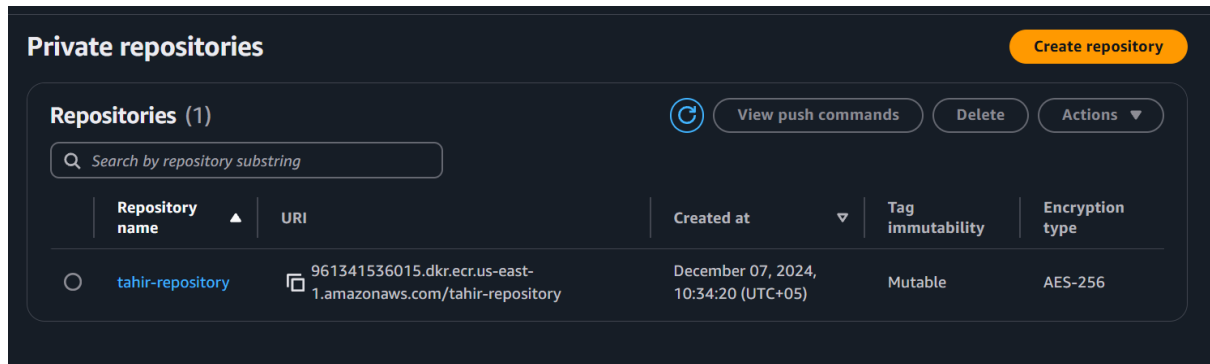 Private repositories
Create repository
Repositories (1)
View push commands
Delete
Actions
Search by repository substring
Repository name
URI
Created at
Tag immutability
Encryption type
tahir-repository
961341536015.dkr.ecr.us-east-
1.amazonaws.com/tahir-repository
December 07, 2024,
10:34:20 (UTC+05)
Mutable
AES-256